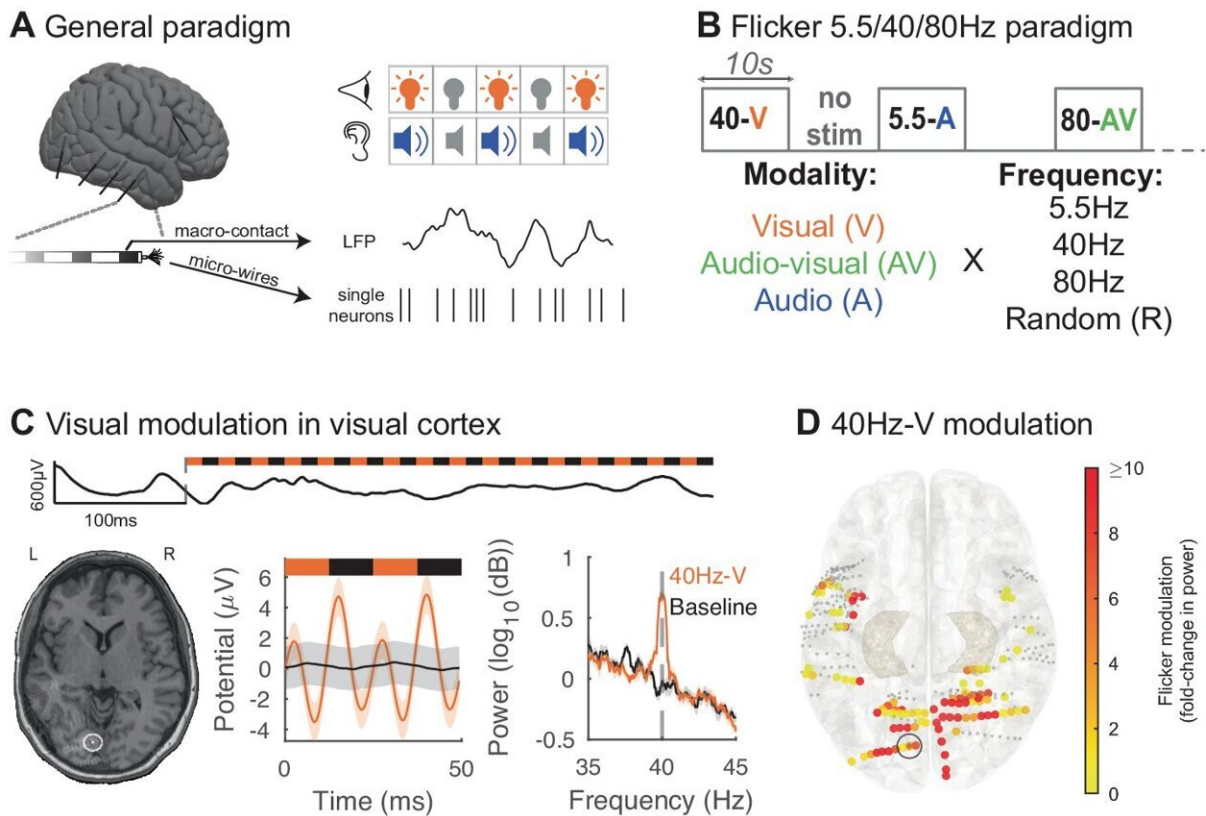 A General paradigm
macro-contact
micro-wires
LFP
single
neurons
B Flicker 5.5/40/80Hz paradigm
10s
40-V
no
stim
5.5-A
80-AV
Modality:
Visual (V)
Audio-visual (AV)
Audio (A)
X
Frequency:
5.5Hz
40Hz
80Hz
Random (R)
C Visual modulation in visual cortex
600µV
100ms
L R
Potential (µV)
6
4
2
0
-2
-4
0 50
Time (ms)
Power (log10(dB))
1
0.5
0
-0.5
40Hz-V
Baseline
35 40 45
Frequency (Hz)
D 40Hz-V modulation
≥10
8
6
4
2
0
Flicker modulation
(fold-change in power)